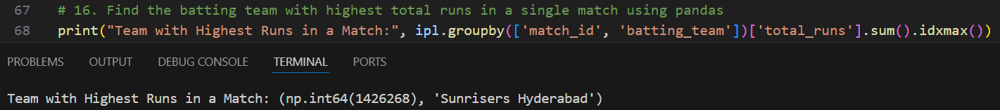 67 # 16. Find the batting team with highest total runs in a single match using pandas
68 print("Team with Highest Runs in a Match:", ipl.groupby(['match_id', 'batting_team'])['total_runs'].sum().idxmax())
PROBLEMS OUTPUT DEBUG CONSOLE TERMINAL PORTS
Team with Highest Runs in a Match: (np.int64(1426268), 'Sunrisers Hyderabad')